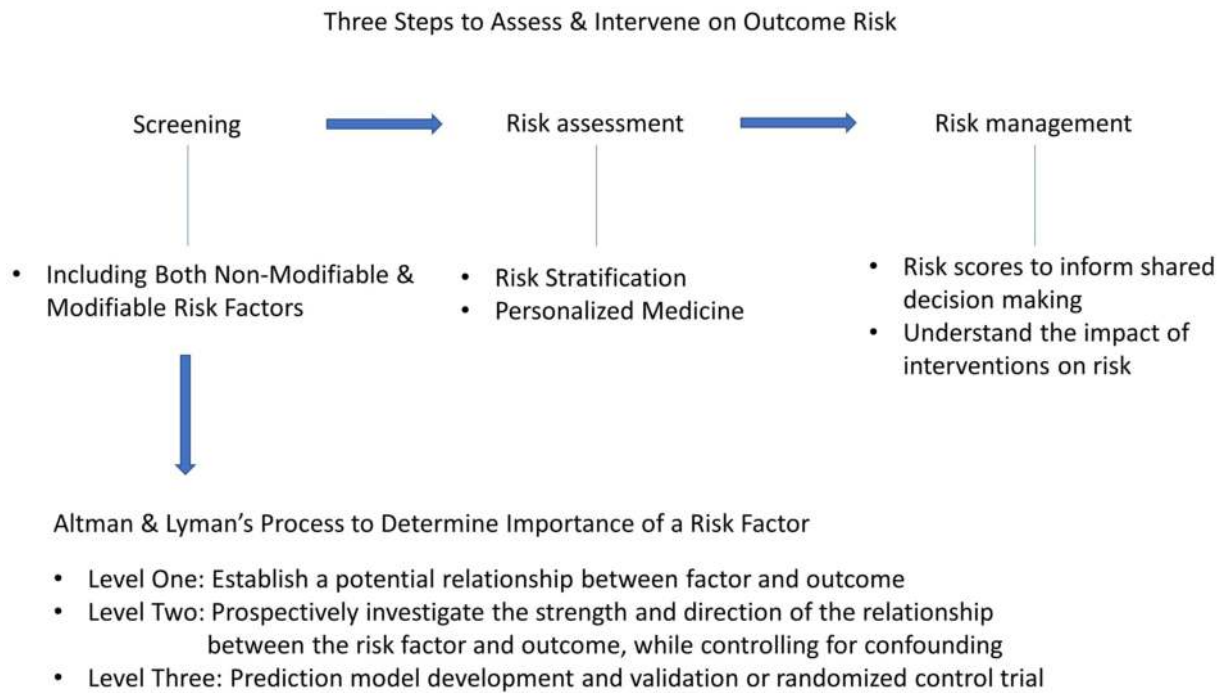 Three Steps to Assess & Intervene on Outcome Risk
Screening
Risk assessment
Risk management
• Including Both Non-Modifiable &
Modifiable Risk Factors
• Risk Stratification
• Personalized Medicine
• Risk scores to inform shared
decision making
• Understand the impact of
interventions on risk
Altman & Lyman’s Process to Determine Importance of a Risk Factor
• Level One: Establish a potential relationship between factor and outcome
• Level Two: Prospectively investigate the strength and direction of the relationship
between the risk factor and outcome, while controlling for confounding
• Level Three: Prediction model development and validation or randomized control trial